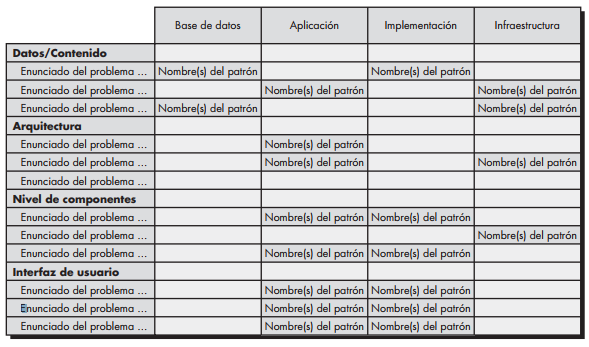 Base de datos Aplicación Implementación Infraestructura
Datos/Contenido
Enunciado del problema ... Nombre(s) del patrón Nombre(s) del patrón
Enunciado del problema ... Nombre(s) del patrón Nombre(s) del patrón
Enunciado del problema ... Nombre(s) del patrón Nombre(s) del patrón
Arquitectura
Enunciado del problema ... Nombre(s) del patrón
Enunciado del problema ... Nombre(s) del patrón Nombre(s) del patrón
Enunciado del problema ...
Nivel de componentes
Enunciado del problema ... Nombre(s) del patrón Nombre(s) del patrón
Enunciado del problema ... Nombre(s) del patrón
Enunciado del problema ... Nombre(s) del patrón Nombre(s) del patrón
Interfaz de usuario
Enunciado del problema ... Nombre(s) del patrón Nombre(s) del patrón
Enunciado del problema ... Nombre(s) del patrón Nombre(s) del patrón
Enunciado del problema ... Nombre(s) del patrón Nombre(s) del patrón